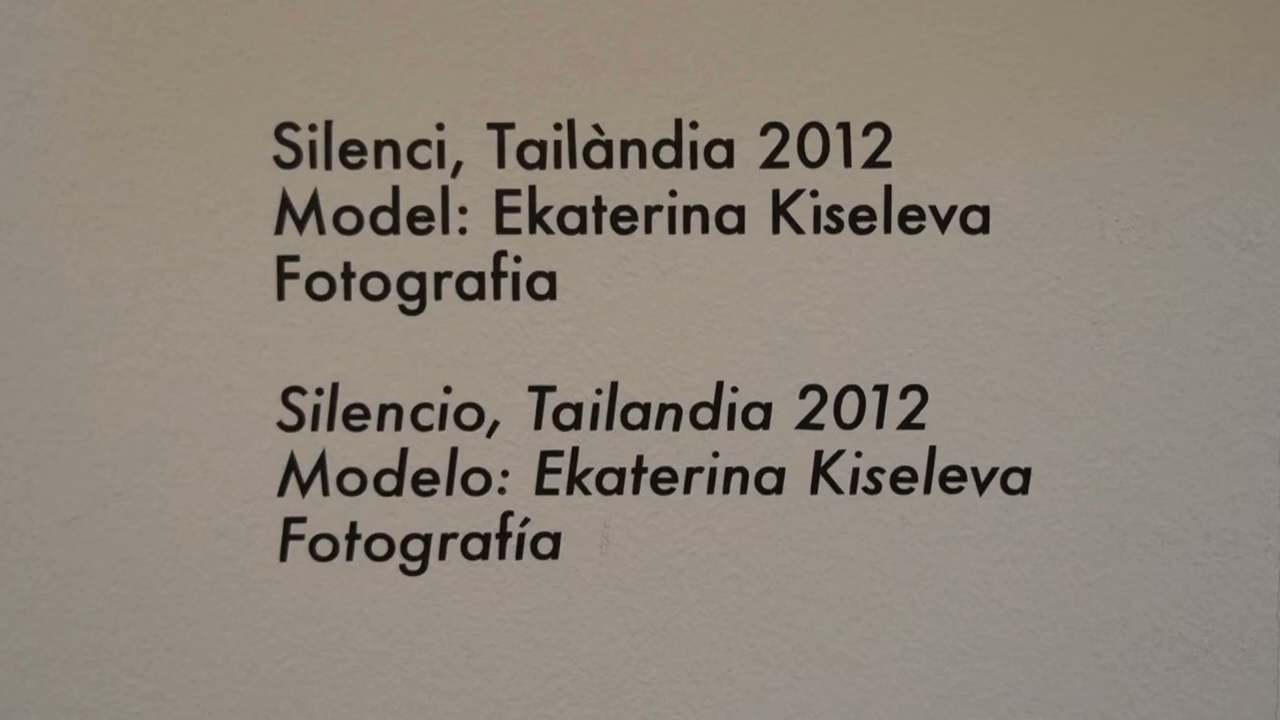 Silenci, Tailàndia 2012
Model: Ekaterina Kiseleva
Fotografia
Silencio, Tailandia 2012
Modelo: Ekaterina Kiseleva
Fotografía